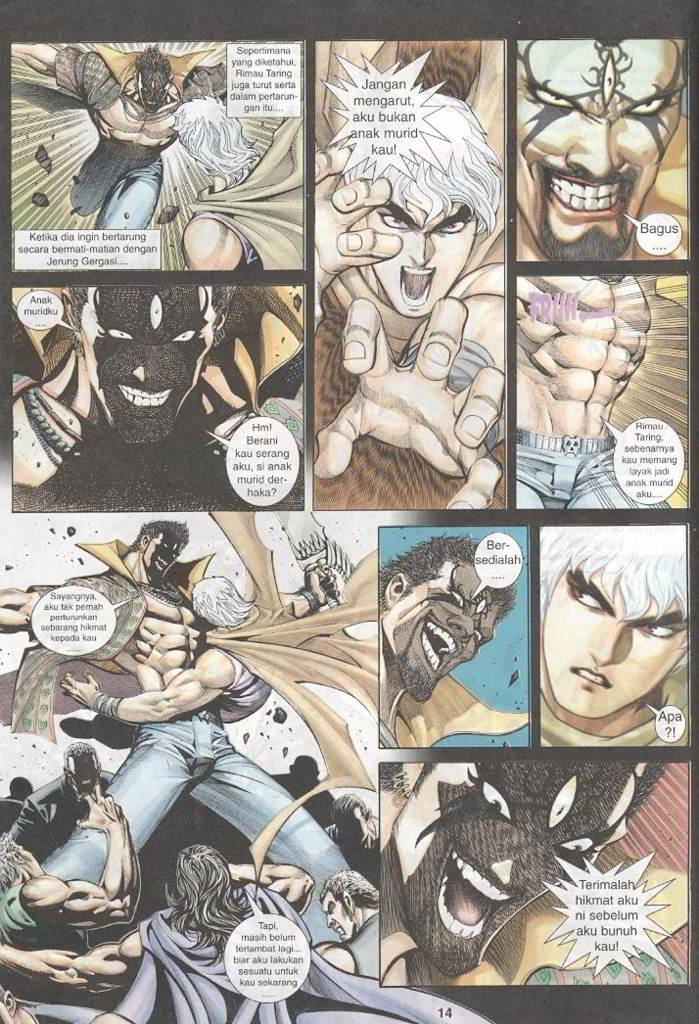 Sepertimana
yang diketahui,
Rimau Taring
juga turut serta
dalam pertarun-
gan itu....
Ketika dia ingin bertarung
secara bermati-matian dengan
Jerung Gergasi....
Jangan
mengarut,
aku bukan
anak murid
kau!
Bagus
....
Anak
muridku
....
Hm!
Berani
kau serang
aku, si anak
murid der-
haka?
PRUH
Rimau
Taring,
sebenarnya
kau memang
layak jadi
anak murid
aku....
Sayangnya,
aku tak pernah
perturunkan
sebarang hikmat
kepada kau
......
Tapi,
masih belum
terlambat lagi...
biar aku lakukan
sesuatu untuk
kau sekarang
.....
Ber-
sedialah
....
Apa
?!
Terimalah
hikmat aku
ni sebelum
aku bunuh
kau!
14